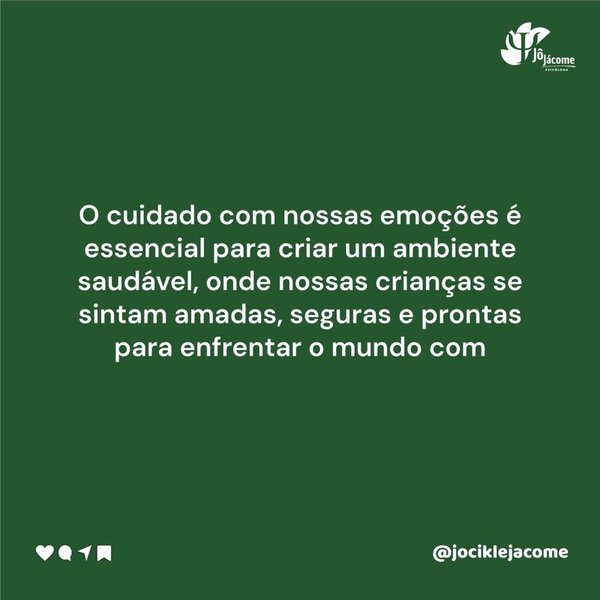 Jô Jácome
PSICÓLOGA
O cuidado com nossas emoções é
essencial para criar um ambiente
saudável, onde nossas crianças se
sintam amadas, seguras e prontas
para enfrentar o mundo com
@jociklejacome